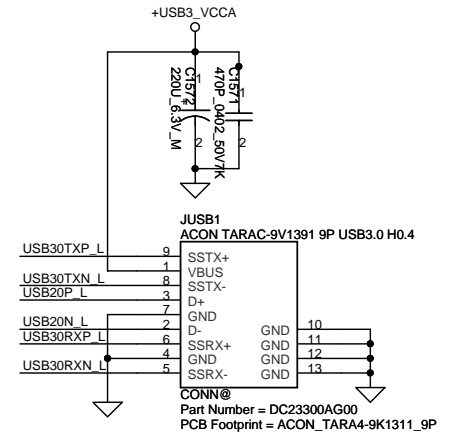 +USB3_VCCA
1
2
C1572
220U_6.3V_M
+
1
2
C1571
470P_0402_50V7K
JUSB1
ACON TARAC-9V1391 9P USB3.0 H0.4
USB30TXP_L 9 SSTX+
1 VBUS
USB30TXN_L 8 SSTX-
USB20P_L 3 D+
7 GND
USB20N_L 2 D- GND 10
USB30RXP_L 6 SSRX+ GND 11
4 GND GND 12
USB30RXN_L 5 SSRX- GND 13
CONN@
Part Number = DC23300AG00
PCB Footprint = ACON_TARA4-9K1311_9P